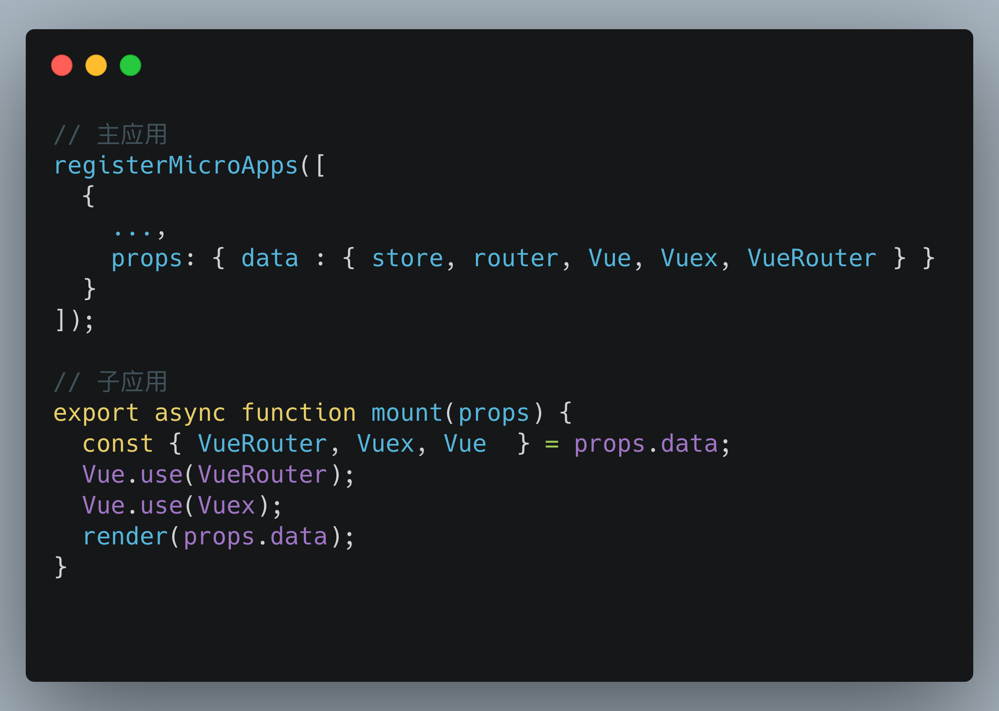 // 主应用
registerMicroApps([
  {
    ...,
    props: { data : { store, router, Vue, Vuex, VueRouter } }
  }
]);

// 子应用
export async function mount(props) {
  const { VueRouter, Vuex, Vue  } = props.data;
  Vue.use(VueRouter);
  Vue.use(Vuex);
  render(props.data);
}